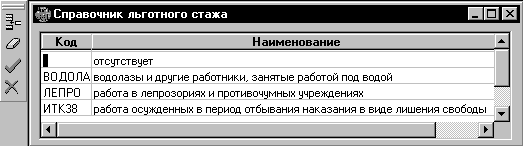 Справочник льготного стажа
Код Наименование
отсутствует
ВОДОЛА водолазы и другие работники, занятые работой под водой
ЛЕПРО работа в лепрозориях и противочумных учреждениях
ИТК38 работа осужденных в период отбывания наказания в виде лишения свободы